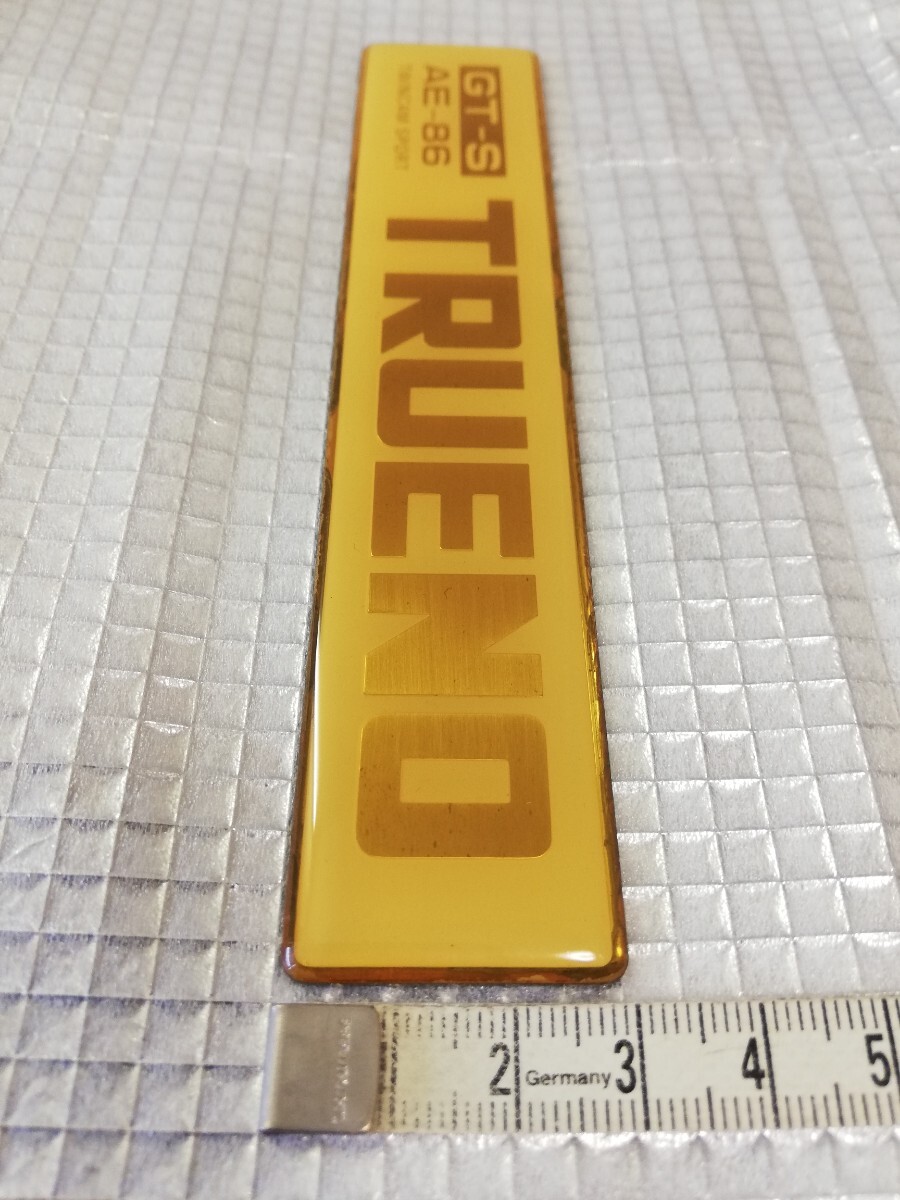 GT-S
AE-86
TWINCAM SPORT
TRUENO
2 Germany 3 4 5